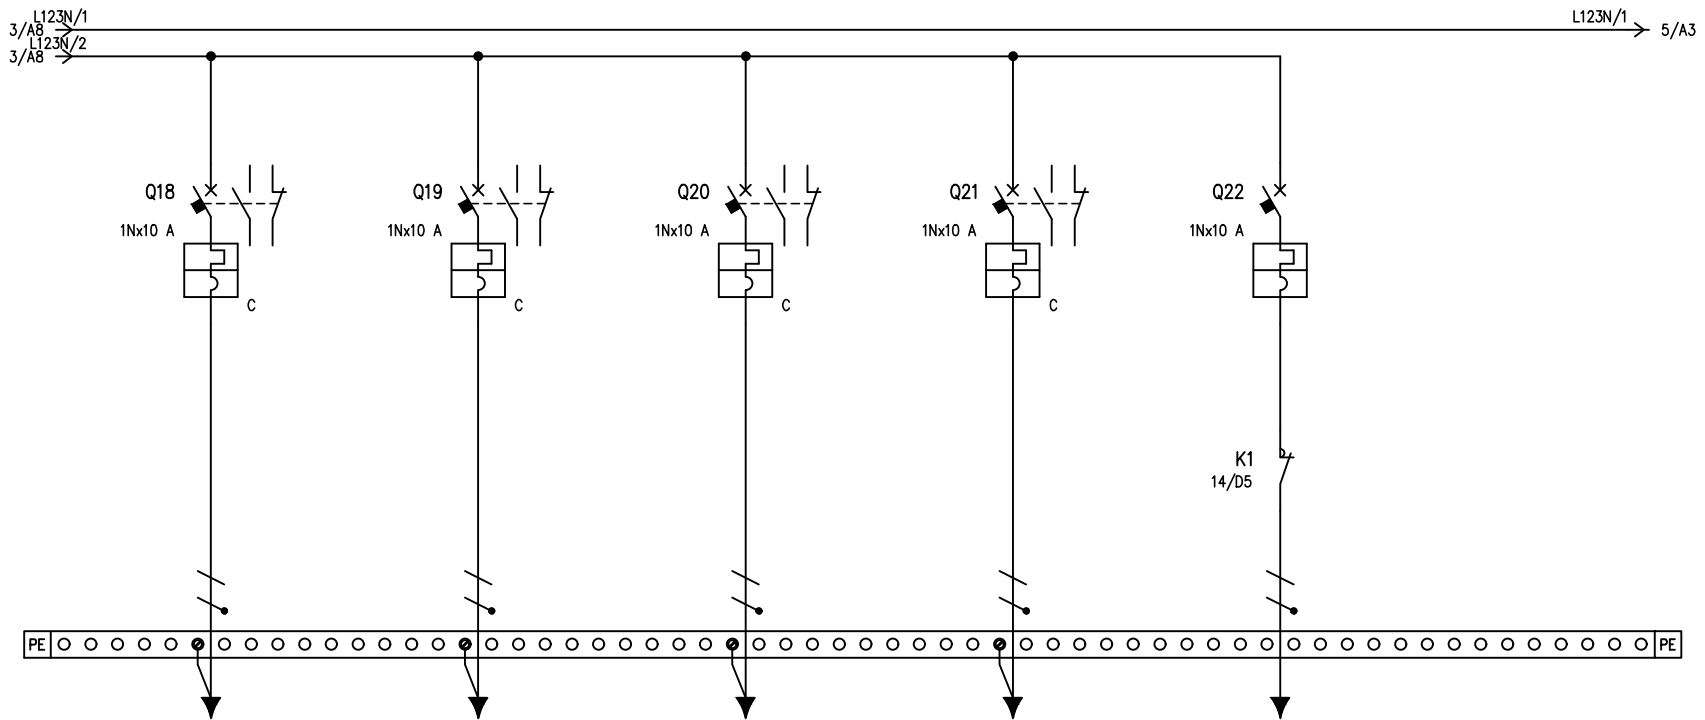 L123N/1
L123N/1
3/A8
5/A3
L123N/2
3/A8
Q18
Q19
Q20
Q21
Q22
1Nx10 A
1Nx10 A
1Nx10 A
1Nx10 A
1Nx10 A
C
C
C
C
K1
14/D5
PE
PE